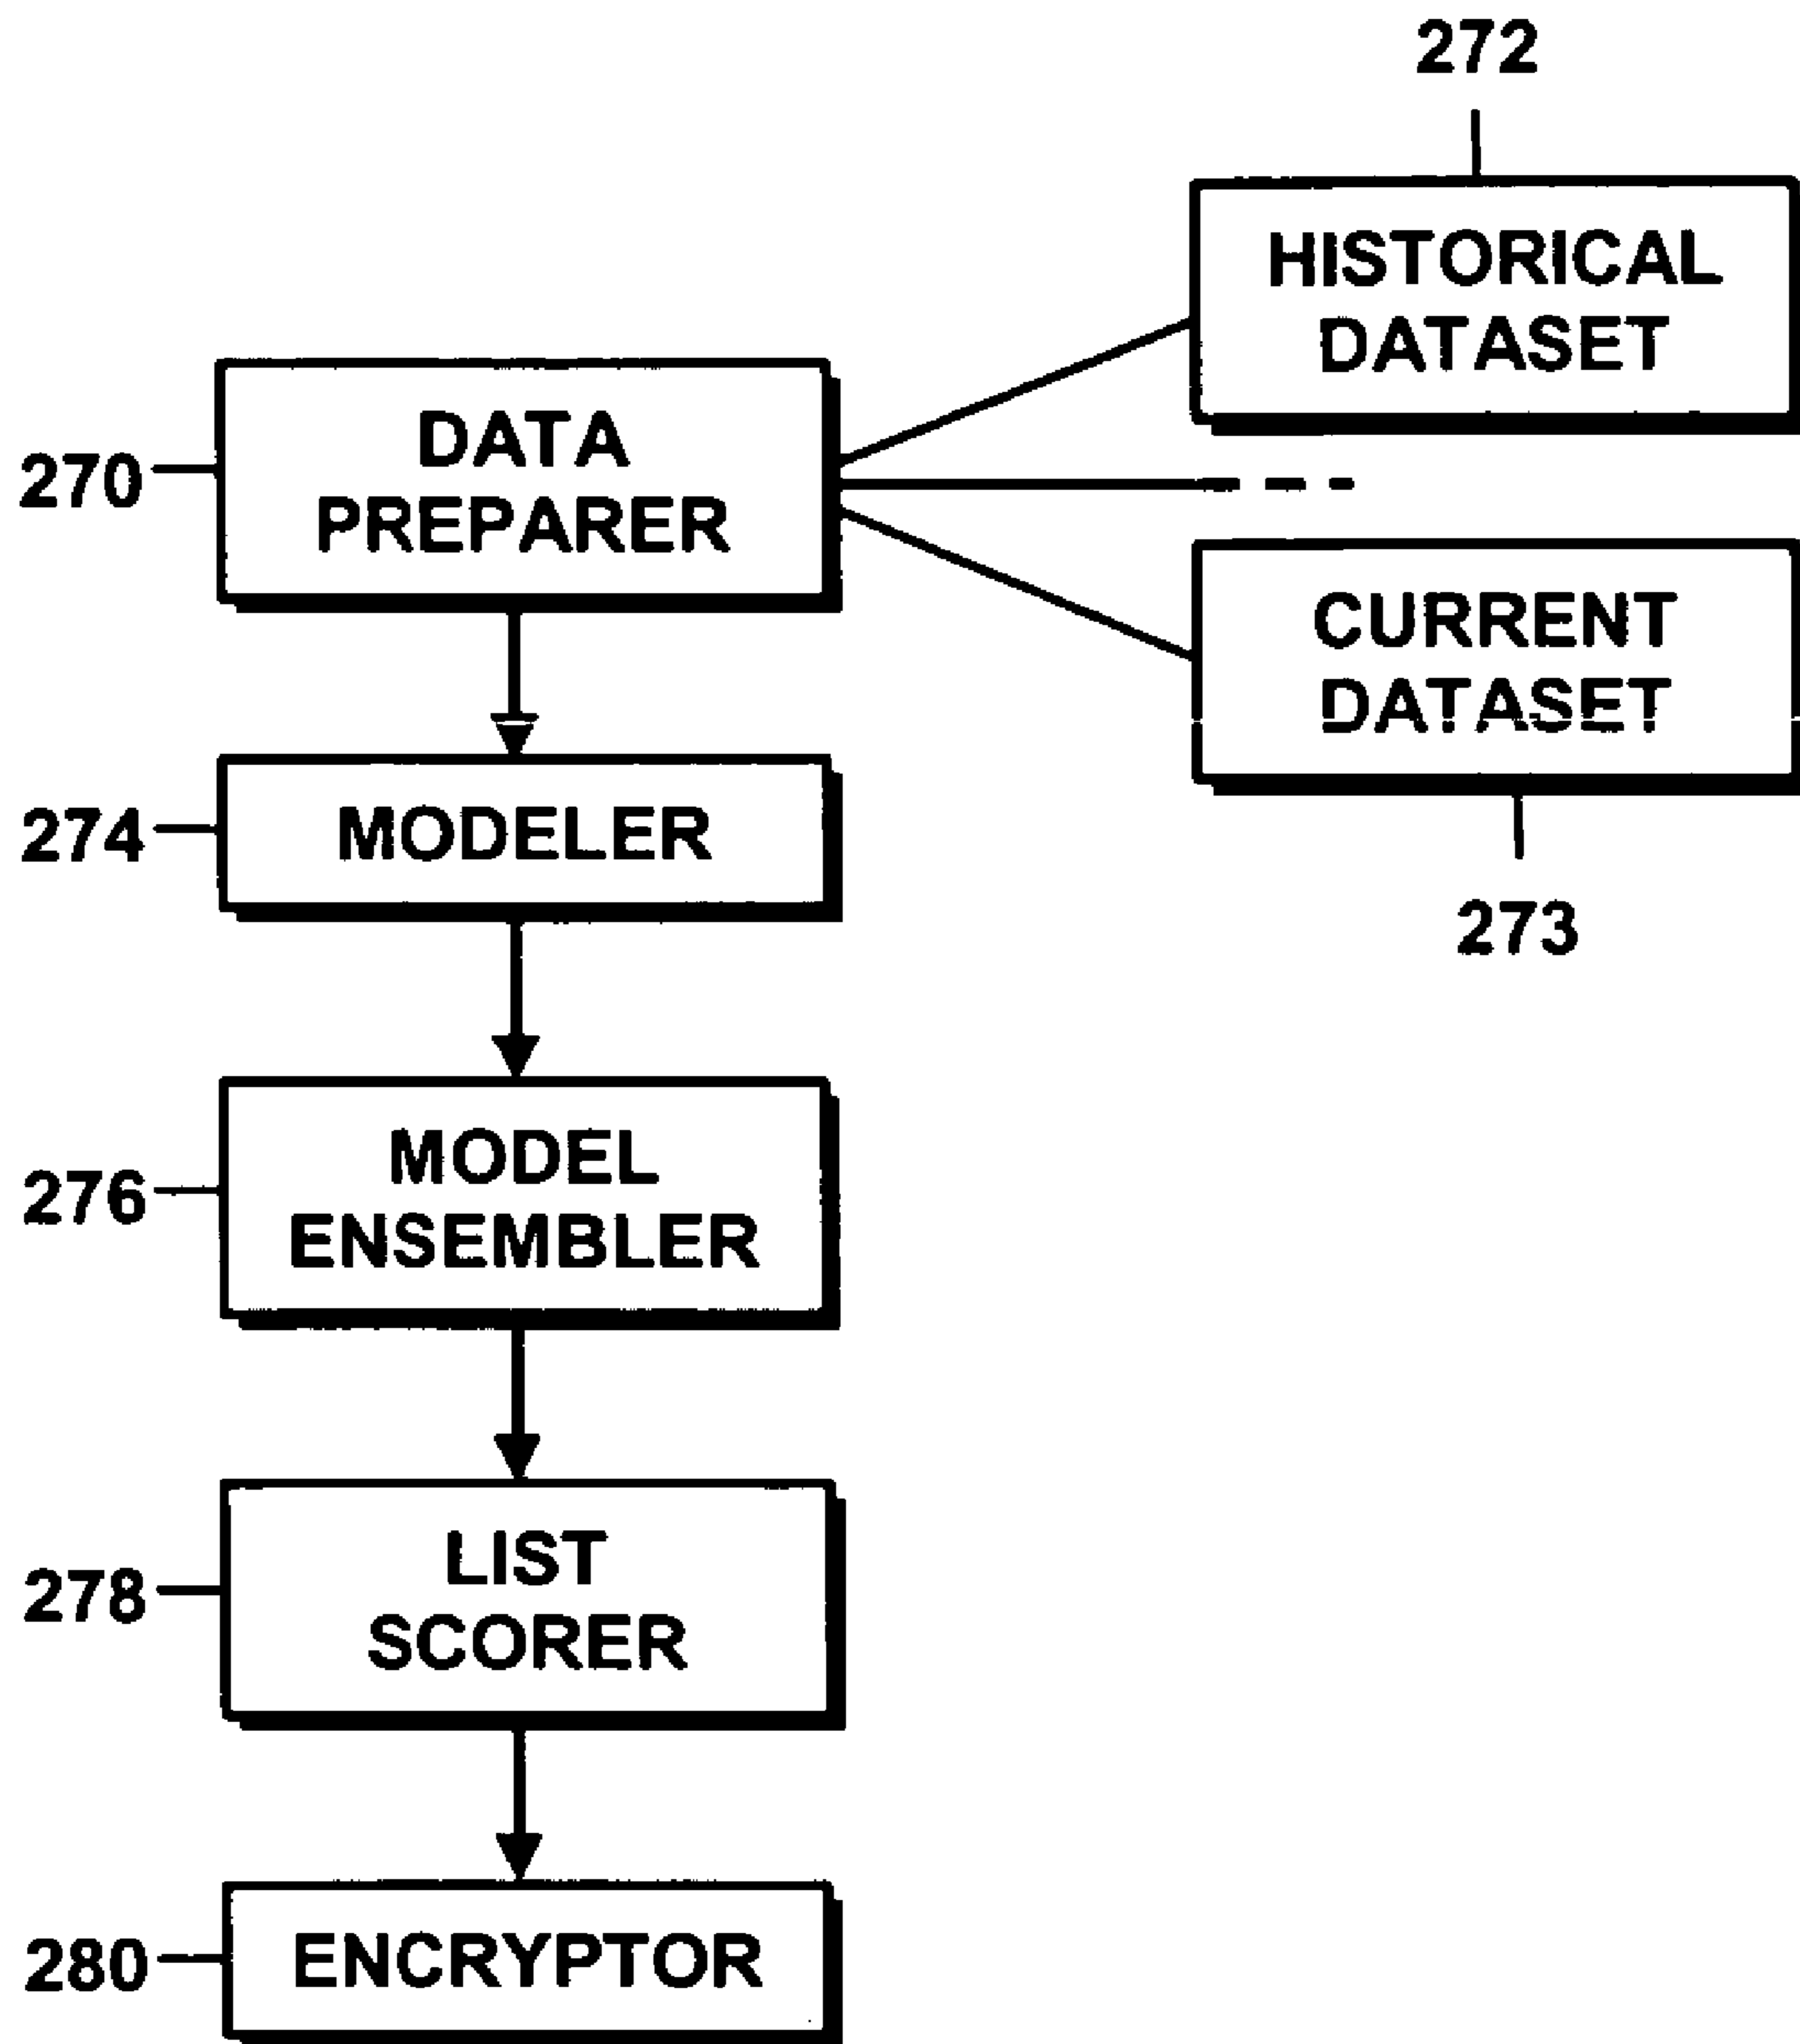 272
HISTORICAL
DATASET
270
DATA
PREPARER
CURRENT
DATASET
273
274
MODELER
276
MODEL
ENSEMBLER
278
LIST
SCORER
280
ENCRYPTOR